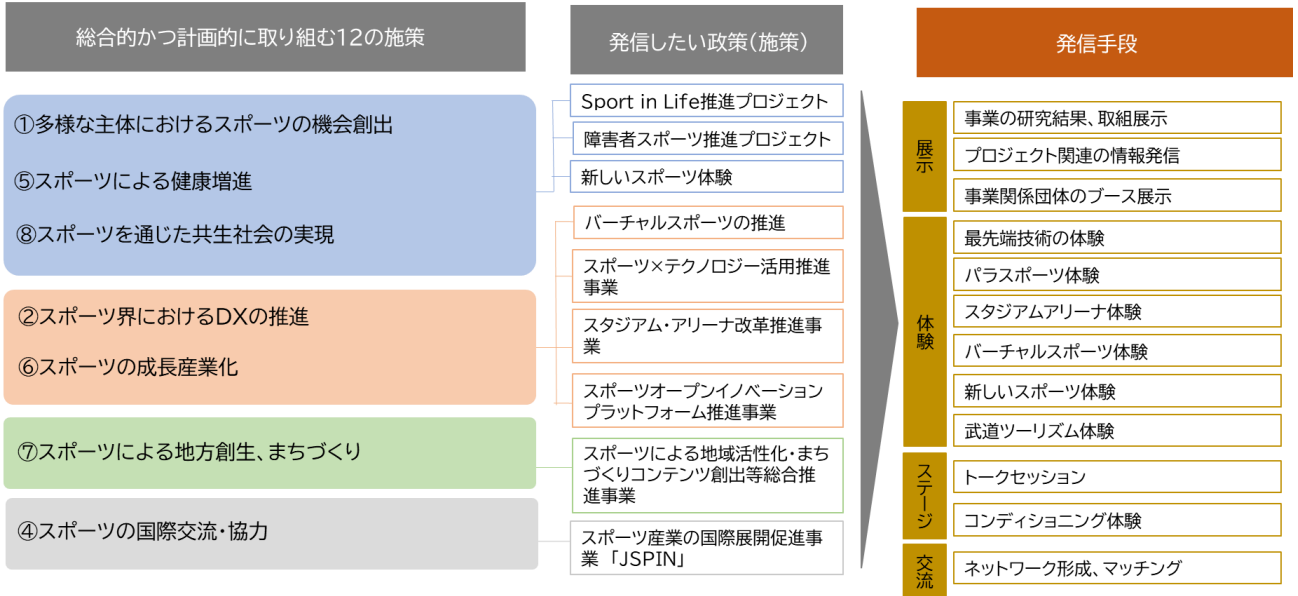 総合的かつ計画的に取り組む12の施策
①多様な主体におけるスポーツの機会創出
⑤スポーツによる健康増進
⑧スポーツを通じた共生社会の実現
②スポーツ界におけるDXの推進
⑥スポーツの成長産業化
⑦スポーツによる地方創生、まちづくり
④スポーツの国際交流・協力
発信したい政策(施策)
Sport in Life推進プロジェクト
障害者スポーツ推進プロジェクト
新しいスポーツ体験
バーチャルスポーツの推進
スポーツ×テクノロジー活用推進
事業
スタジアム・アリーナ改革推進事
業
スポーツオープンイノベーション
プラットフォーム推進事業
スポーツによる地域活性化・まち
づくりコンテンツ創出等総合推
進事業
スポーツ産業の国際展開促進事
業 「JSPIN」
発信手段
展示
事業の研究結果、取組展示
プロジェクト関連の情報発信
事業関係団体のブース展示
体験
最先端技術の体験
パラスポーツ体験
スタジアムアリーナ体験
バーチャルスポーツ体験
新しいスポーツ体験
武道ツーリズム体験
ステージ
トークセッション
コンディショニング体験
交流
ネットワーク形成、マッチング